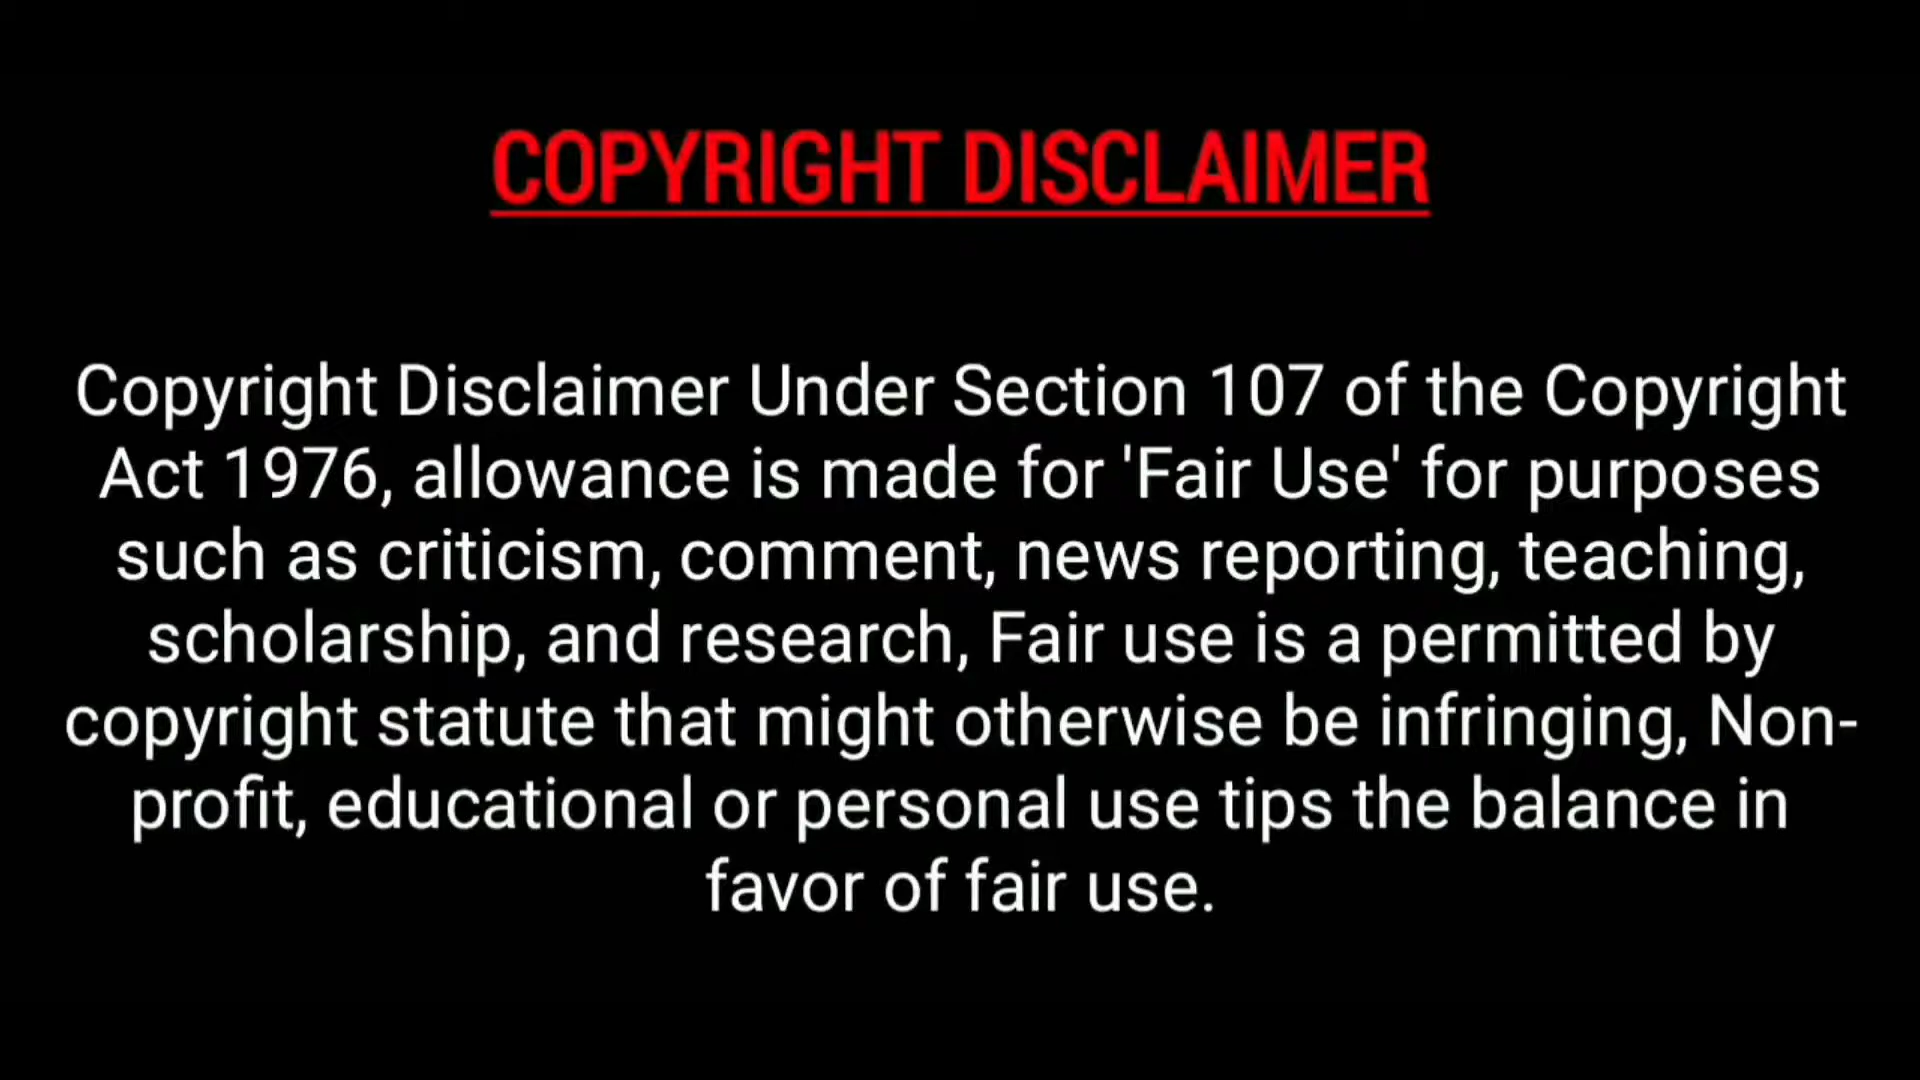 COPYRIGHT DISCLAIMER
Copyright Disclaimer Under Section 107 of the Copyright
Act 1976, allowance is made for 'Fair Use' for purposes
such as criticism, comment, news reporting, teaching,
scholarship, and research, Fair use is a permitted by
copyright statute that might otherwise be infringing, Non-
profit, educational or personal use tips the balance in
favor of fair use.